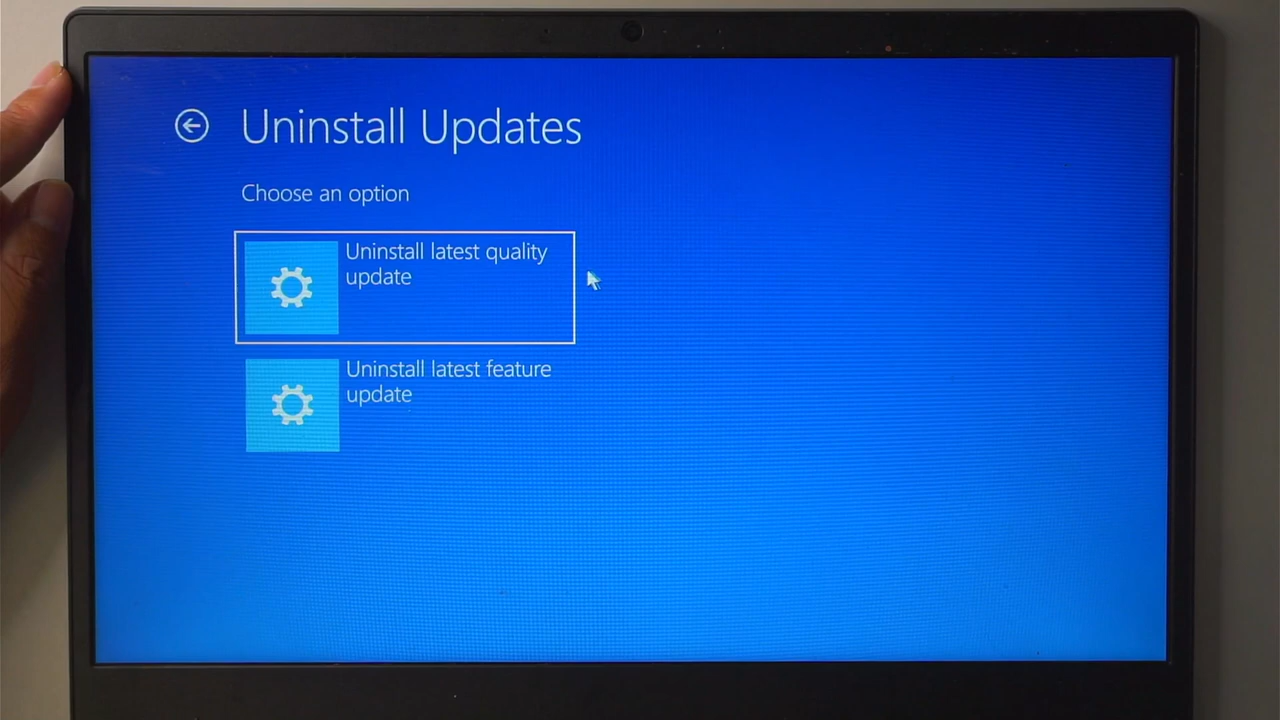 Uninstall Updates
Choose an option
Uninstall latest quality
update
Uninstall latest feature
update